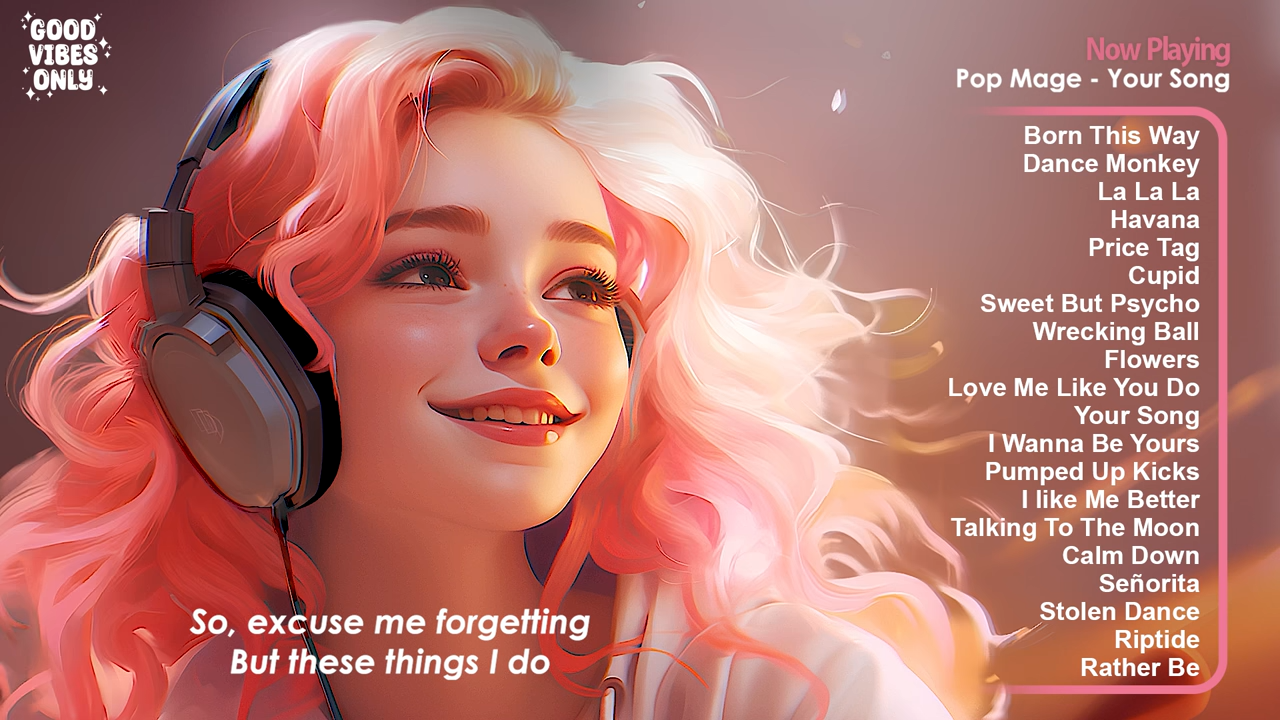 GOOD
VIBES
ONLY
Now Playing
Pop Mage - Your Song
Born This Way
Dance Monkey
La La La
Havana
Price Tag
Cupid
Sweet But Psycho
Wrecking Ball
Flowers
Love Me Like You Do
Your Song
I Wanna Be Yours
Pumped Up Kicks
I like Me Better
Talking To The Moon
Calm Down
Señorita
Stolen Dance
Riptide
Rather Be
So, excuse me forgetting
But these things I do